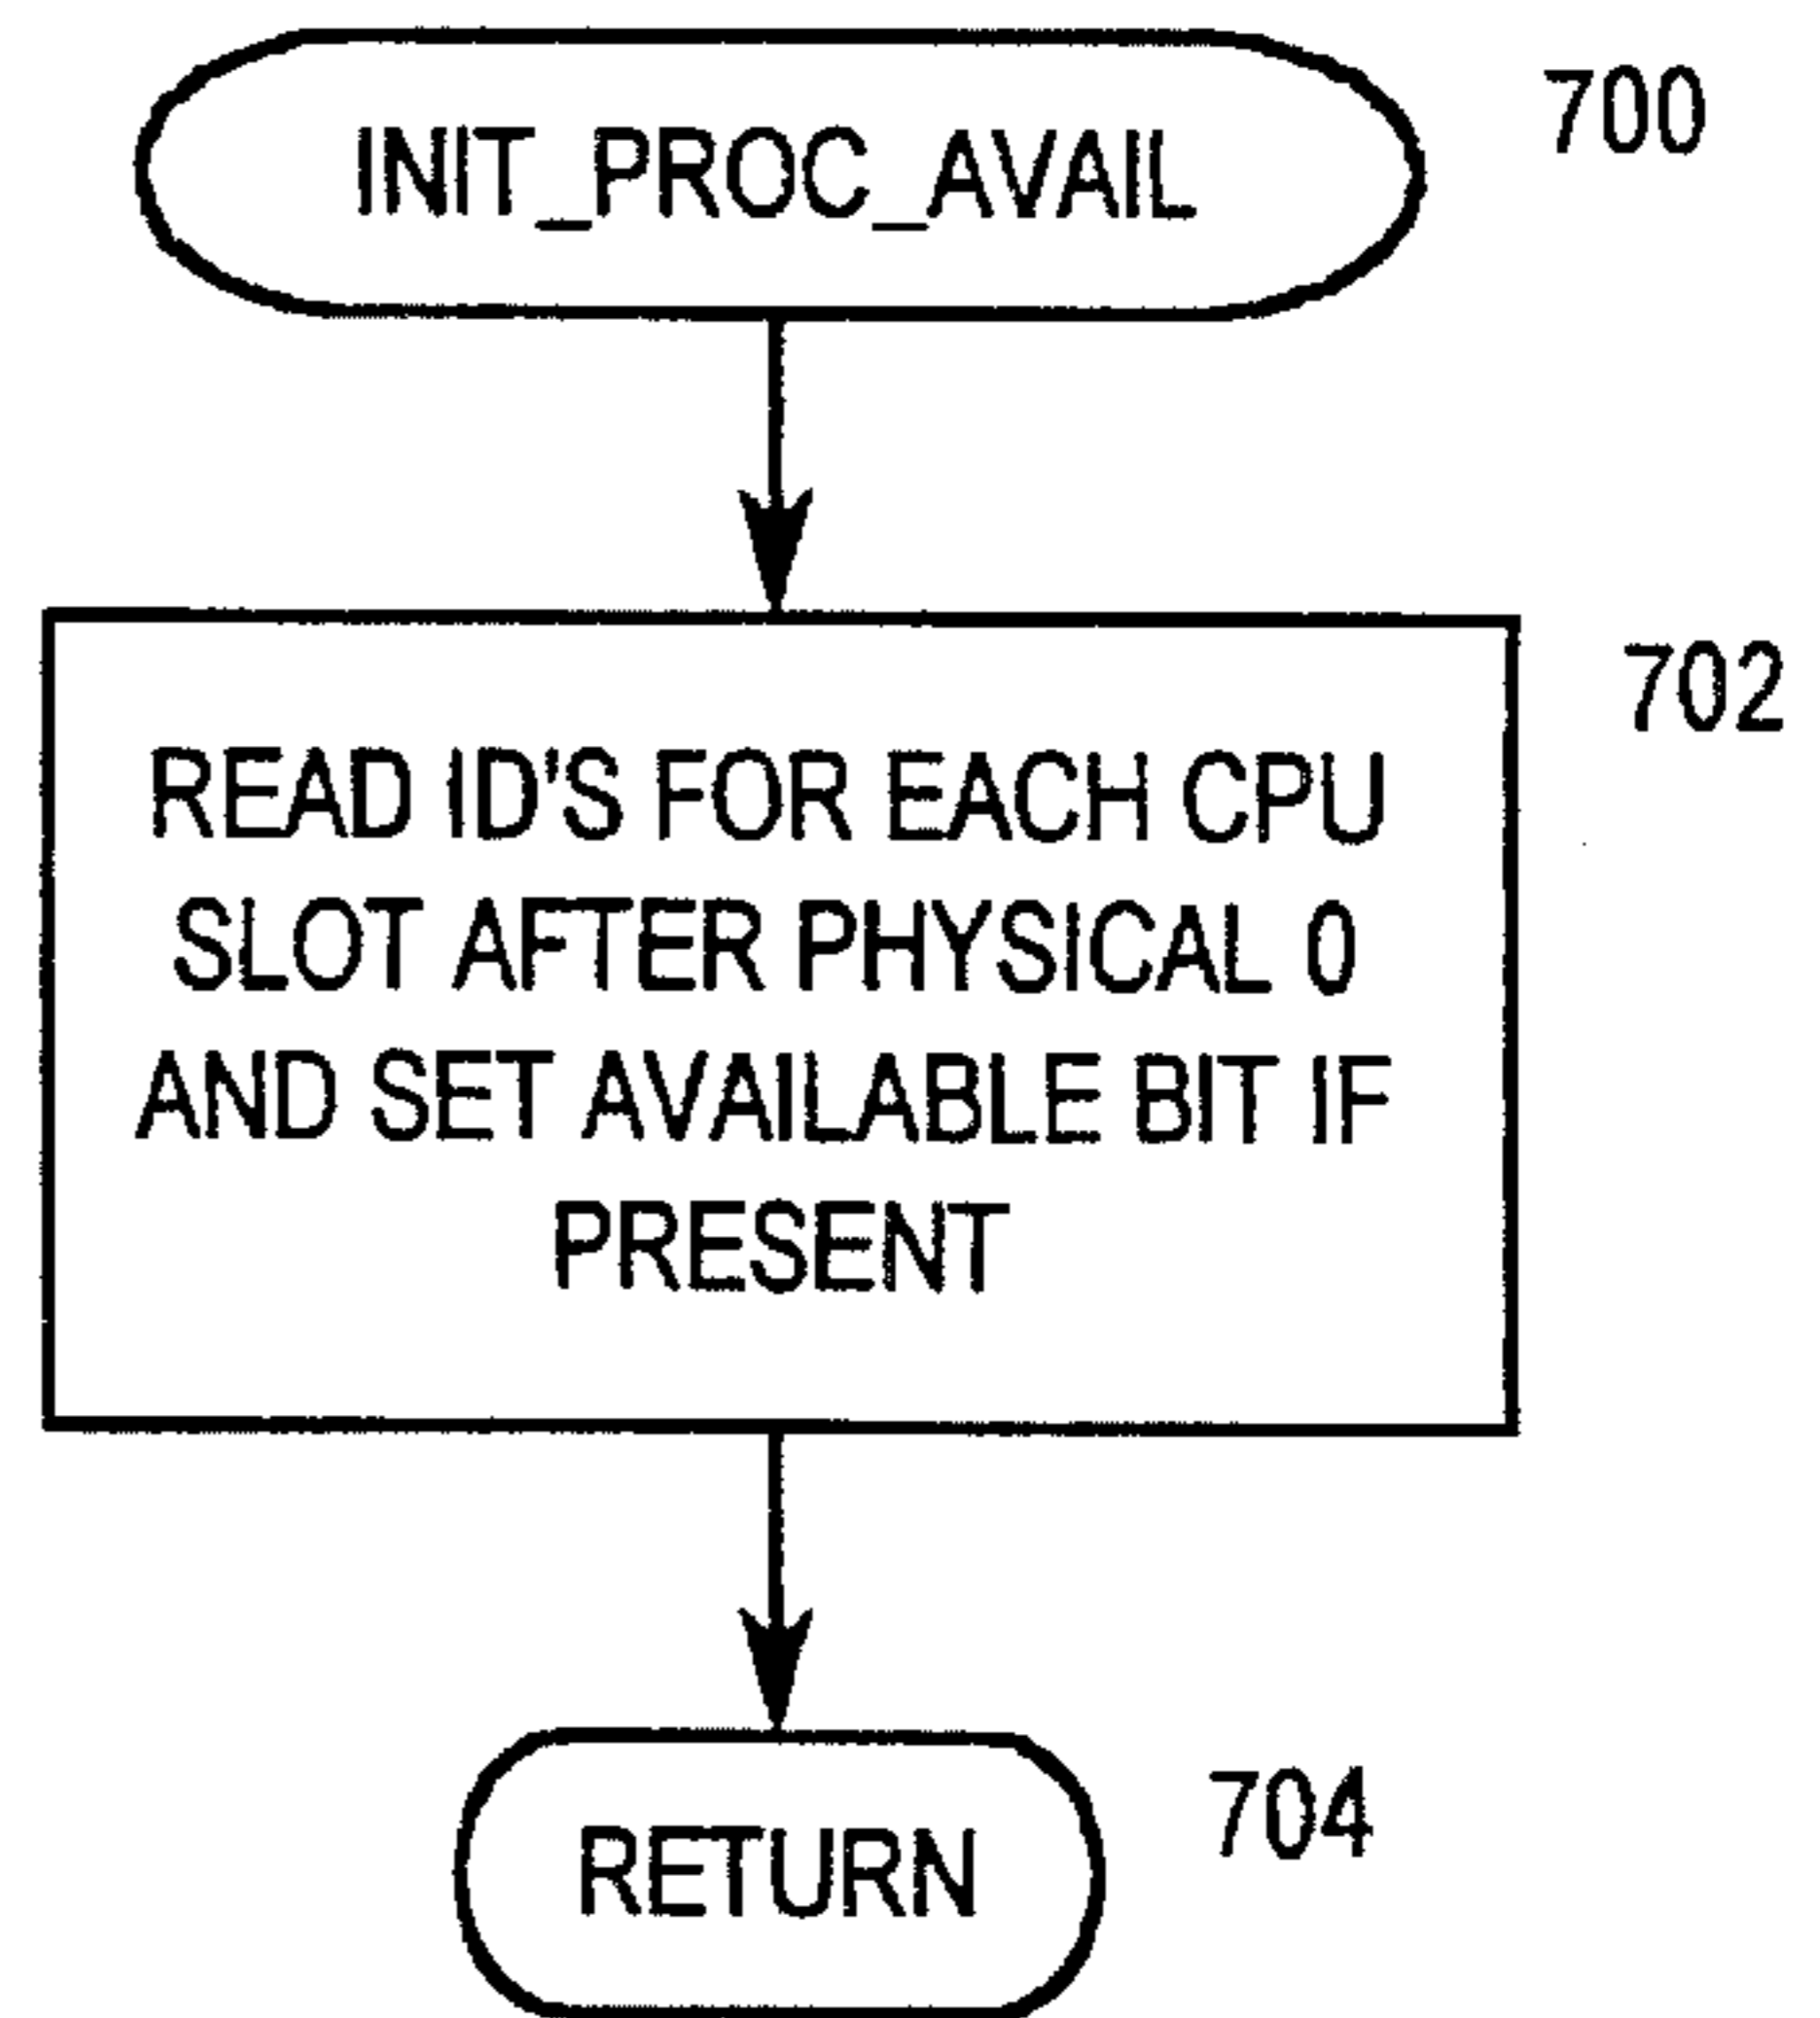 INIT_PROC_AVAIL
700
702
READ ID'S FOR EACH CPU
SLOT AFTER PHYSICAL 0
AND SET AVAILABLE BIT IF
PRESENT
RETURN
704